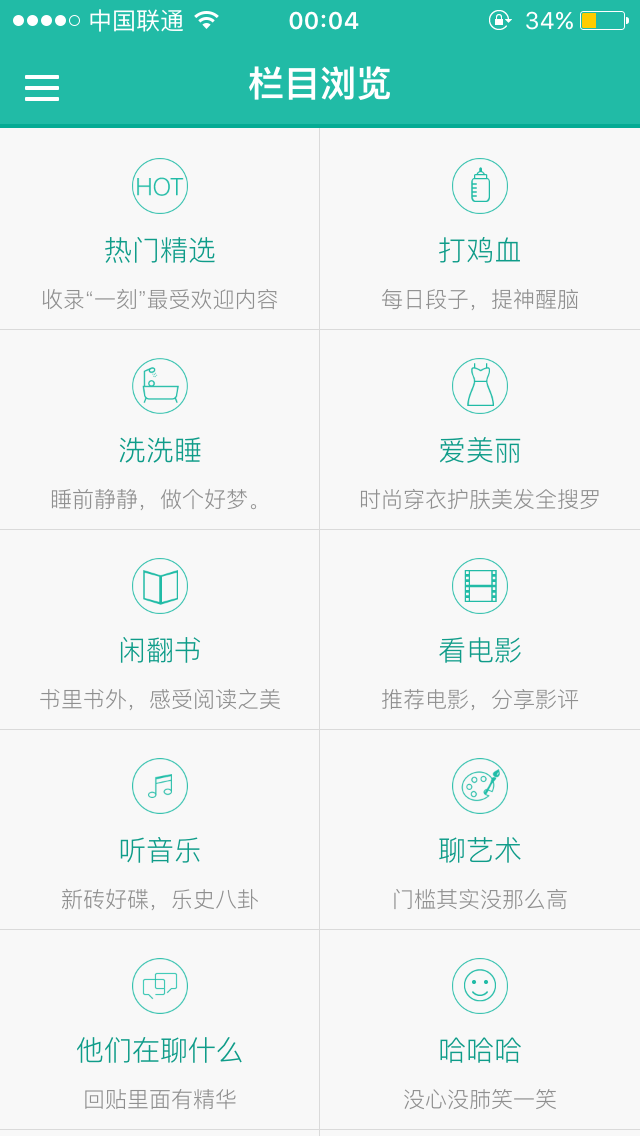 中国联通 00:04 34%
栏目浏览
HOT
热门精选
收录“一刻”最受欢迎内容
打鸡血
每日段子，提神醒脑
洗洗睡
睡前静静，做个好梦。
爱美丽
时尚穿衣护肤美发全搜罗
闲翻书
书里书外，感受阅读之美
看电影
推荐电影，分享影评
听音乐
新砖好碟，乐史八卦
聊艺术
门槛其实没那么高
他们在聊什么
回贴里面有精华
哈哈哈
没心没肺笑一笑